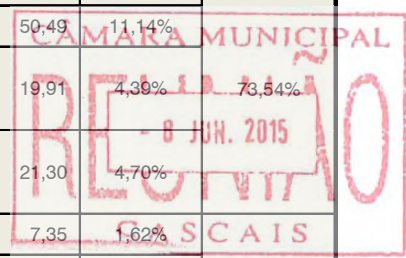 50,49 11,14%
CÂMARA MUNICIPAL
19,91 4,39% 73,54%
REUNIÃO
- 8 JUN. 2015
21,30 4,70%
7,35 1,62%
CASCAIS